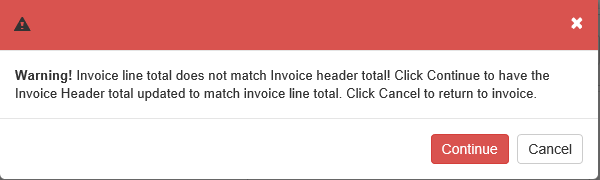 Warning! Invoice line total does not match Invoice header total! Click Continue to have the
Invoice Header total updated to match invoice line total. Click Cancel to return to invoice.
Continue
Cancel